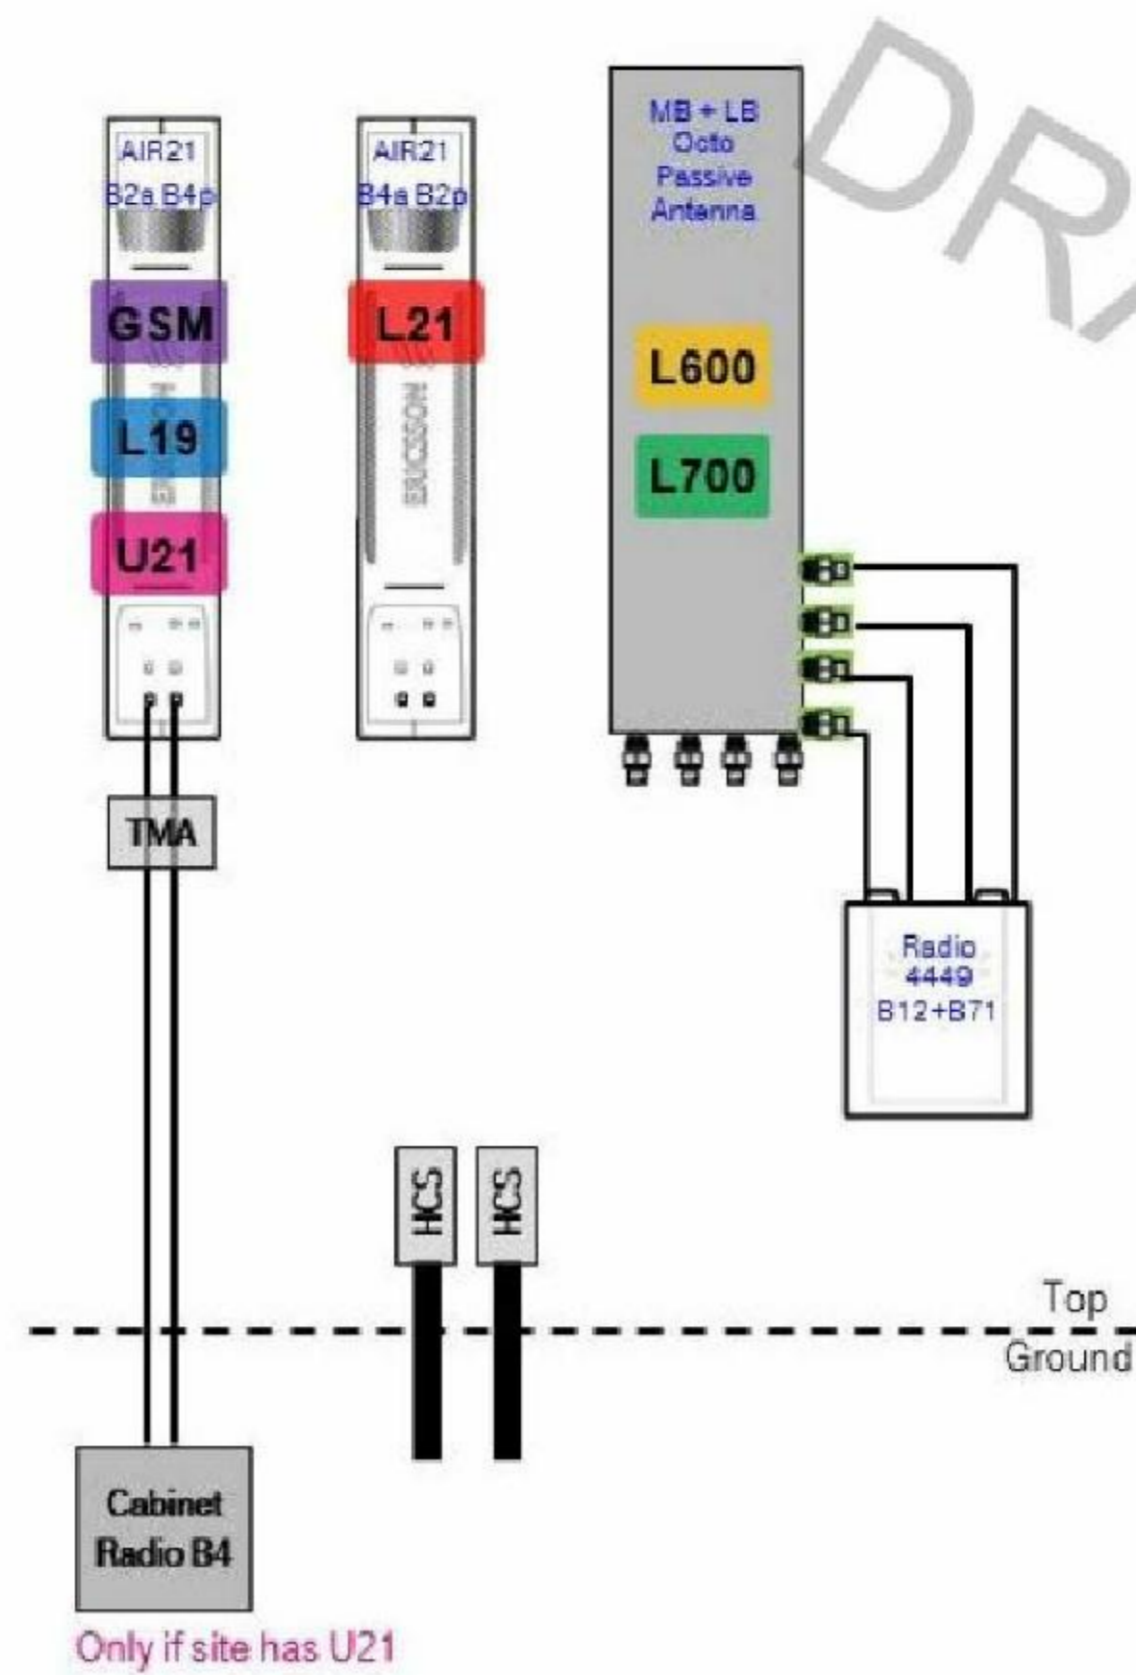 AIR21
B2a B4p
GSM
L19
U21
TMA
AIR21
B4a B2p
L21
ERICSSON
MB + LB
Octo
Passive
Antenna
L600
L700
Radio
4449
B12+B71
HCS
HCS
Top
Ground
Cabinet
Radio B4
Only if site has U21